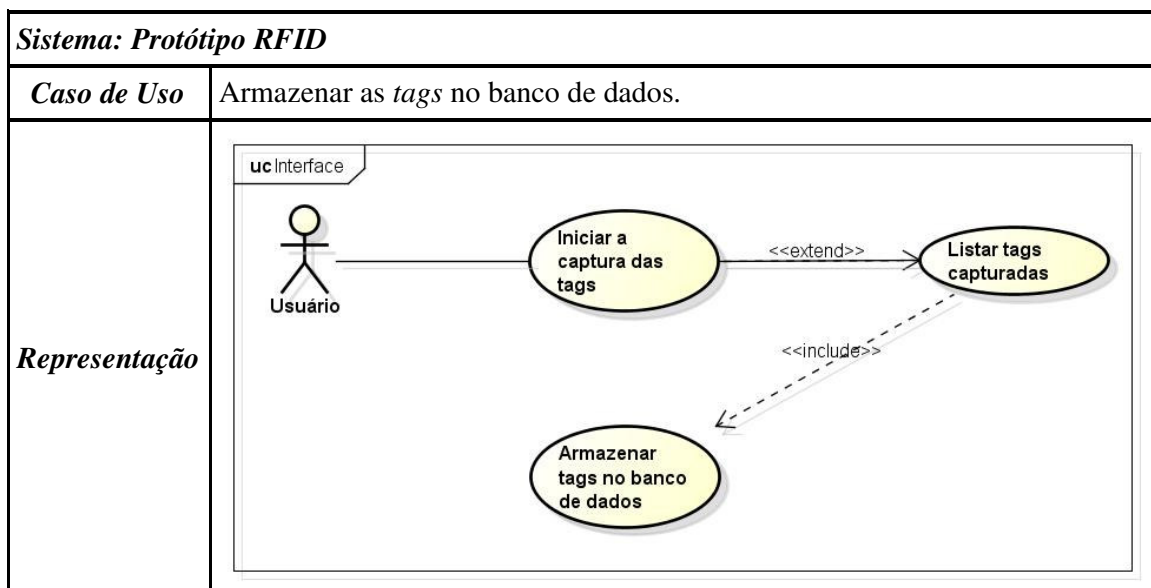 Sistema: Protótipo RFID
Caso de Uso
Armazenar as tags no banco de dados.
Representação
uc Interface
Usuário
Iniciar a
captura das
tags
<<extend>>
Listar tags
capturadas
<<include>>
Armazenar
tags no banco
de dados